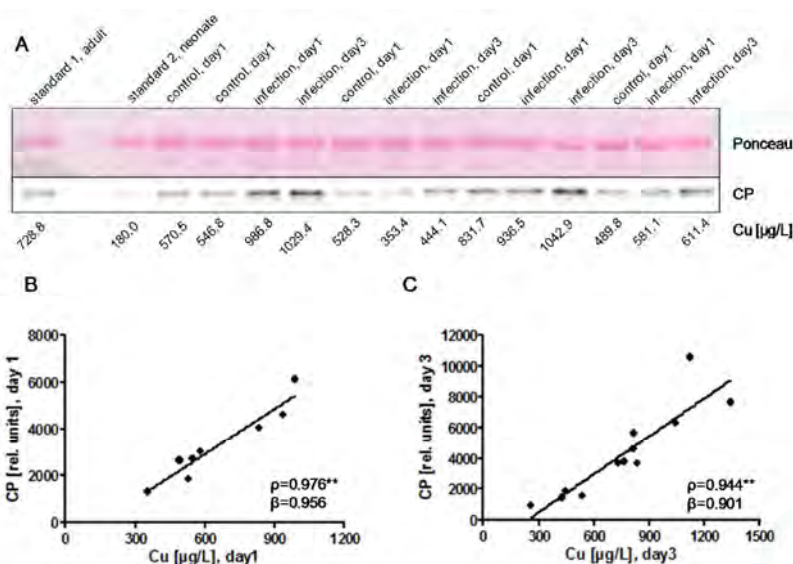 A
standard 1, adult
standard 2, neonate
control, day1
control, day1
infection, day1
infection, day3
control, day1
infection, day1
infection, day3
control, day1
infection, day1
infection, day3
control, day1
infection, day1
infection, day3
Ponceau
CP
728.8
180.0
570.5
546.8
986.8
1029.4
528.3
353.4
444.1
831.7
936.5
1042.9
489.8
581.1
611.4
Cu [µg/L]
B
8000
6000
4000
2000
0
CP [rel. units], day 1
ρ=0.976**
β=0.956
0 300 600 900 1200
Cu [µg/L], day1
C
12000
10000
8000
6000
4000
2000
0
CP [rel. units], day 3
ρ=0.944**
β=0.901
0 300 600 900 1200 1500
Cu [µg/L], day3